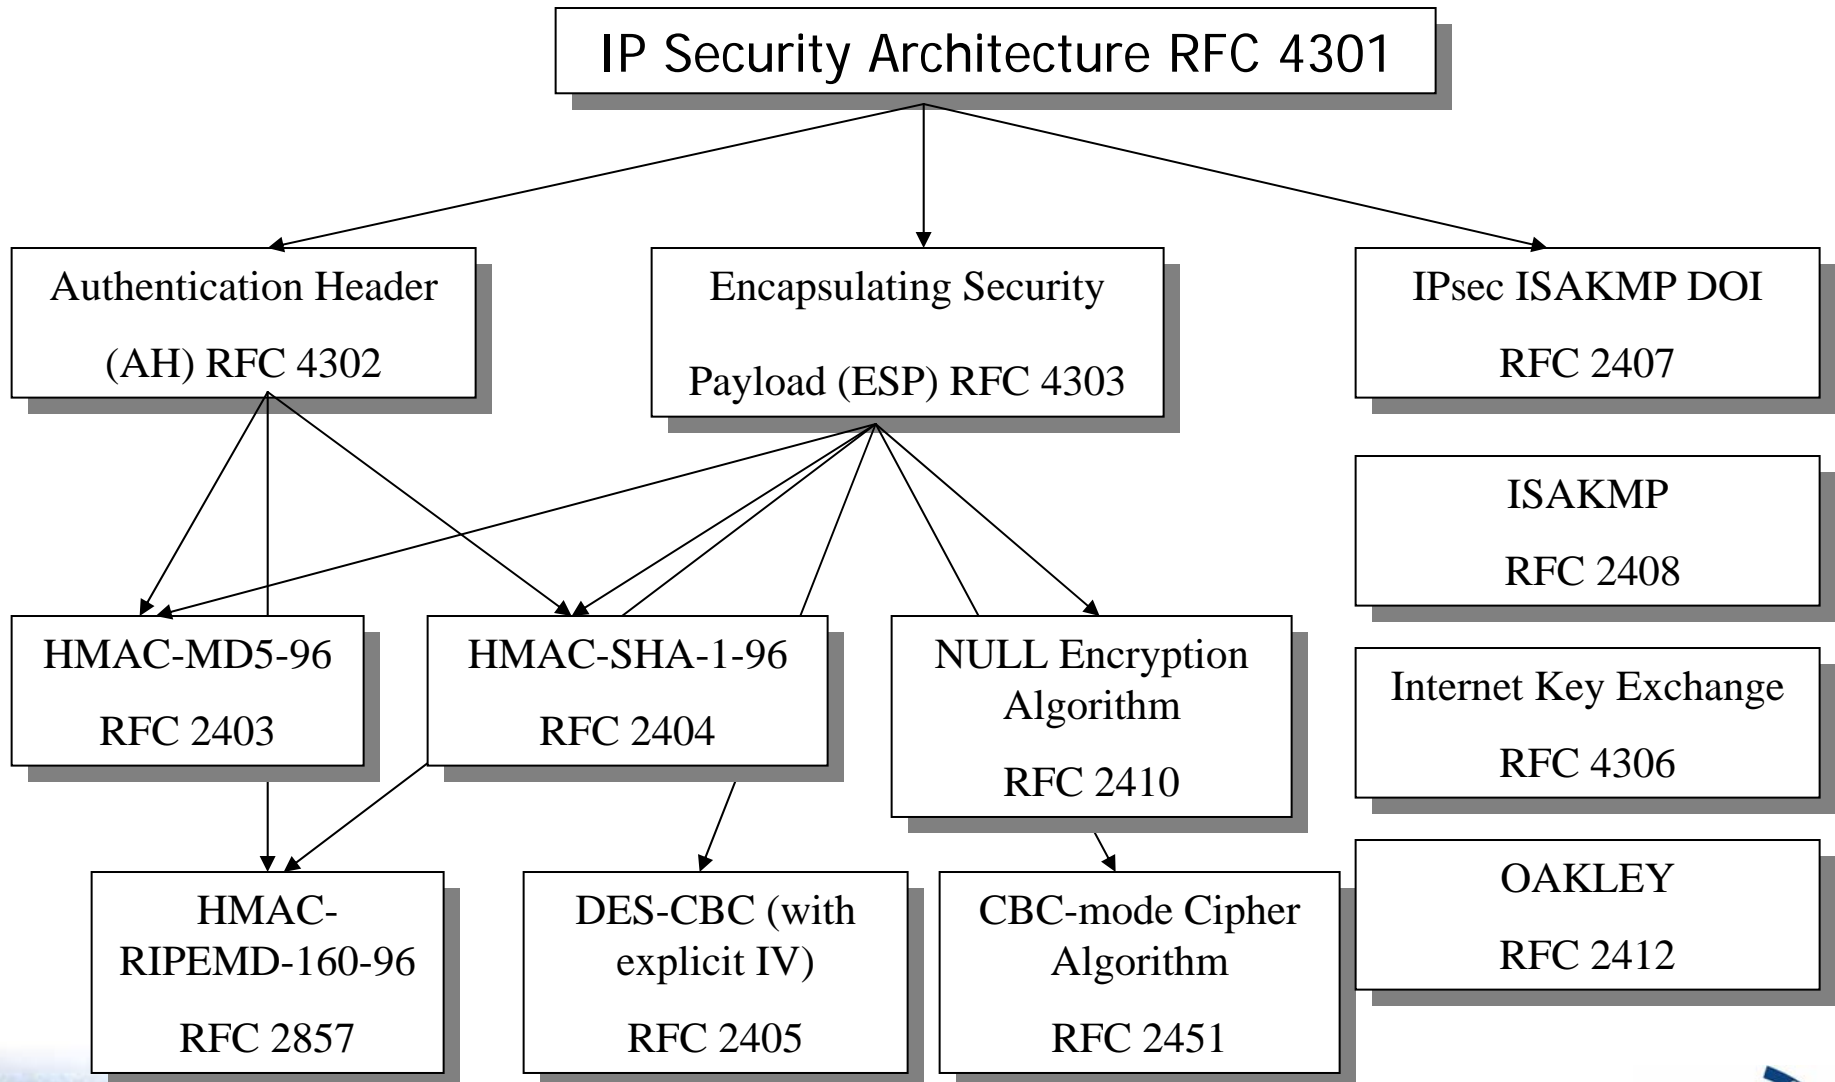 IP Security Architecture RFC 4301
Authentication Header
(AH) RFC 4302
Encapsulating Security
Payload (ESP) RFC 4303
IPsec ISAKMP DOI
RFC 2407
ISAKMP
RFC 2408
HMAC-MD5-96
RFC 2403
HMAC-SHA-1-96
RFC 2404
NULL Encryption
Algorithm
RFC 2410
Internet Key Exchange
RFC 4306
HMAC-
RIPEMD-160-96
RFC 2857
DES-CBC (with
explicit IV)
RFC 2405
CBC-mode Cipher
Algorithm
RFC 2451
OAKLEY
RFC 2412